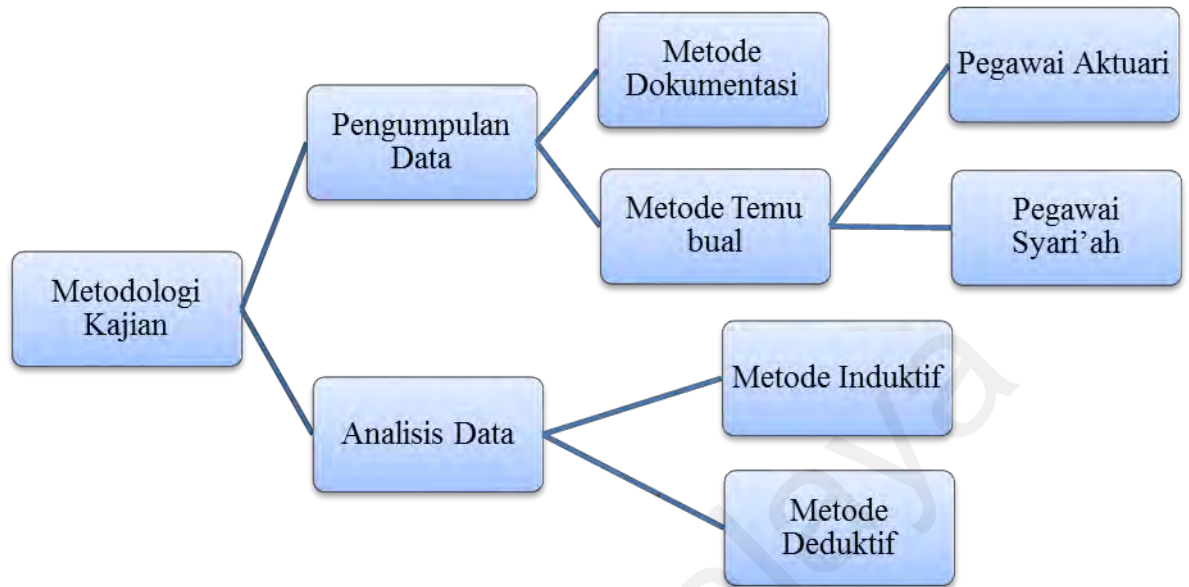 Metodologi
Kajian
Pengumpulan
Data
Metode
Dokumentasi
Metode Temu
bual
Pegawai Aktuari
Pegawai
Syari’ah
Analisis Data
Metode Induktif
Metode
Deduktif